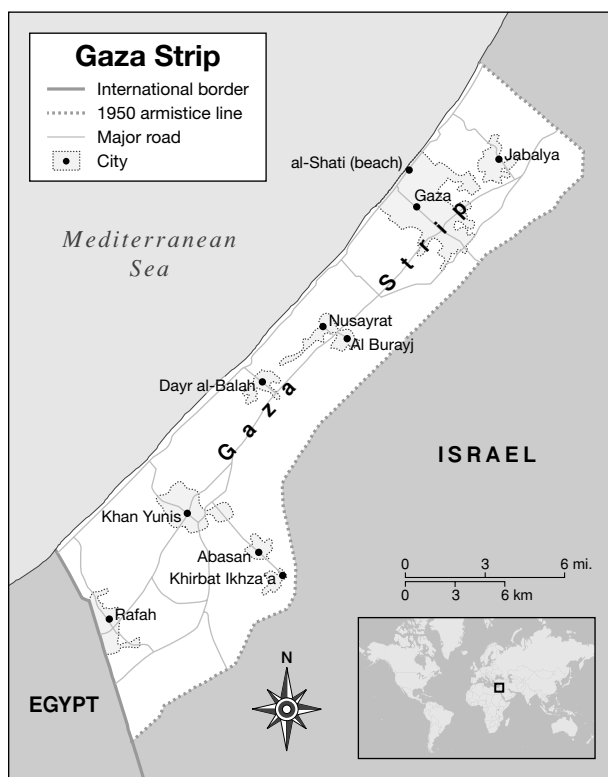 Gaza Strip
International border
1950 armistice line
Major road
City
al-Shati (beach)
Jabalya
Gaza
Mediterranean
Sea
Gaza Strip
Nusayrat
Al Burayj
Dayr al-Balah
ISRAEL
Khan Yunis
Abasan
Khirbat Ikhza‘a
0 3 6 mi.
0 3 6 km
Rafah
N
EGYPT